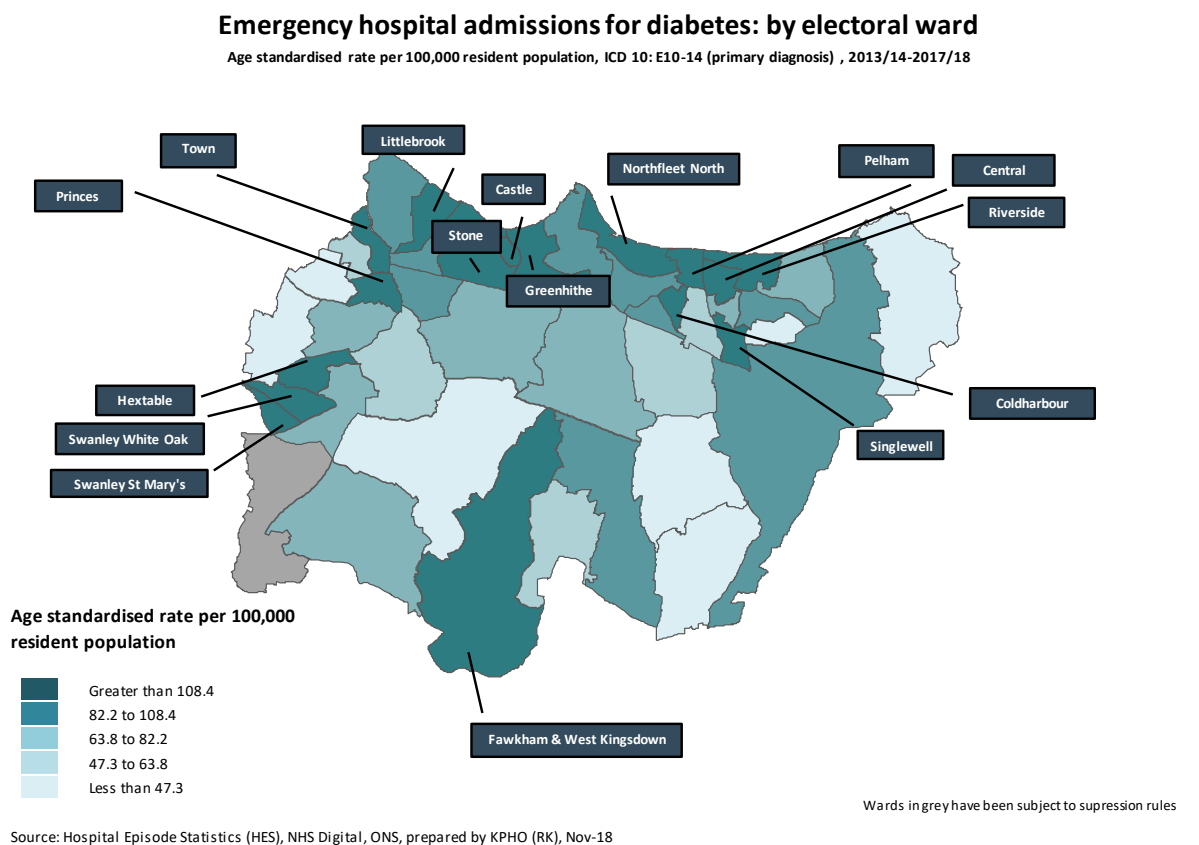 Emergency hospital admissions for diabetes: by electoral ward
Age standardised rate per 100,000 resident population, ICD 10: E10-14 (primary diagnosis) , 2013/14-2017/18
Littlebrook
Town
Pelham
Northfleet North
Central
Castle
Princes
Riverside
Stone
Greenhithe
Hextable
Coldharbour
Swanley White Oak
Singlewell
Swanley St Mary's
Age standardised rate per 100,000
resident population
Greater than 108.4
82.2 to 108.4
63.8 to 82.2
47.3 to 63.8
Less than 47.3
Fawkham & West Kingsdown
Wards in grey have been subject to supression rules
Source: Hospital Episode Statistics (HES), NHS Digital, ONS, prepared by KPHO (RK), Nov-18